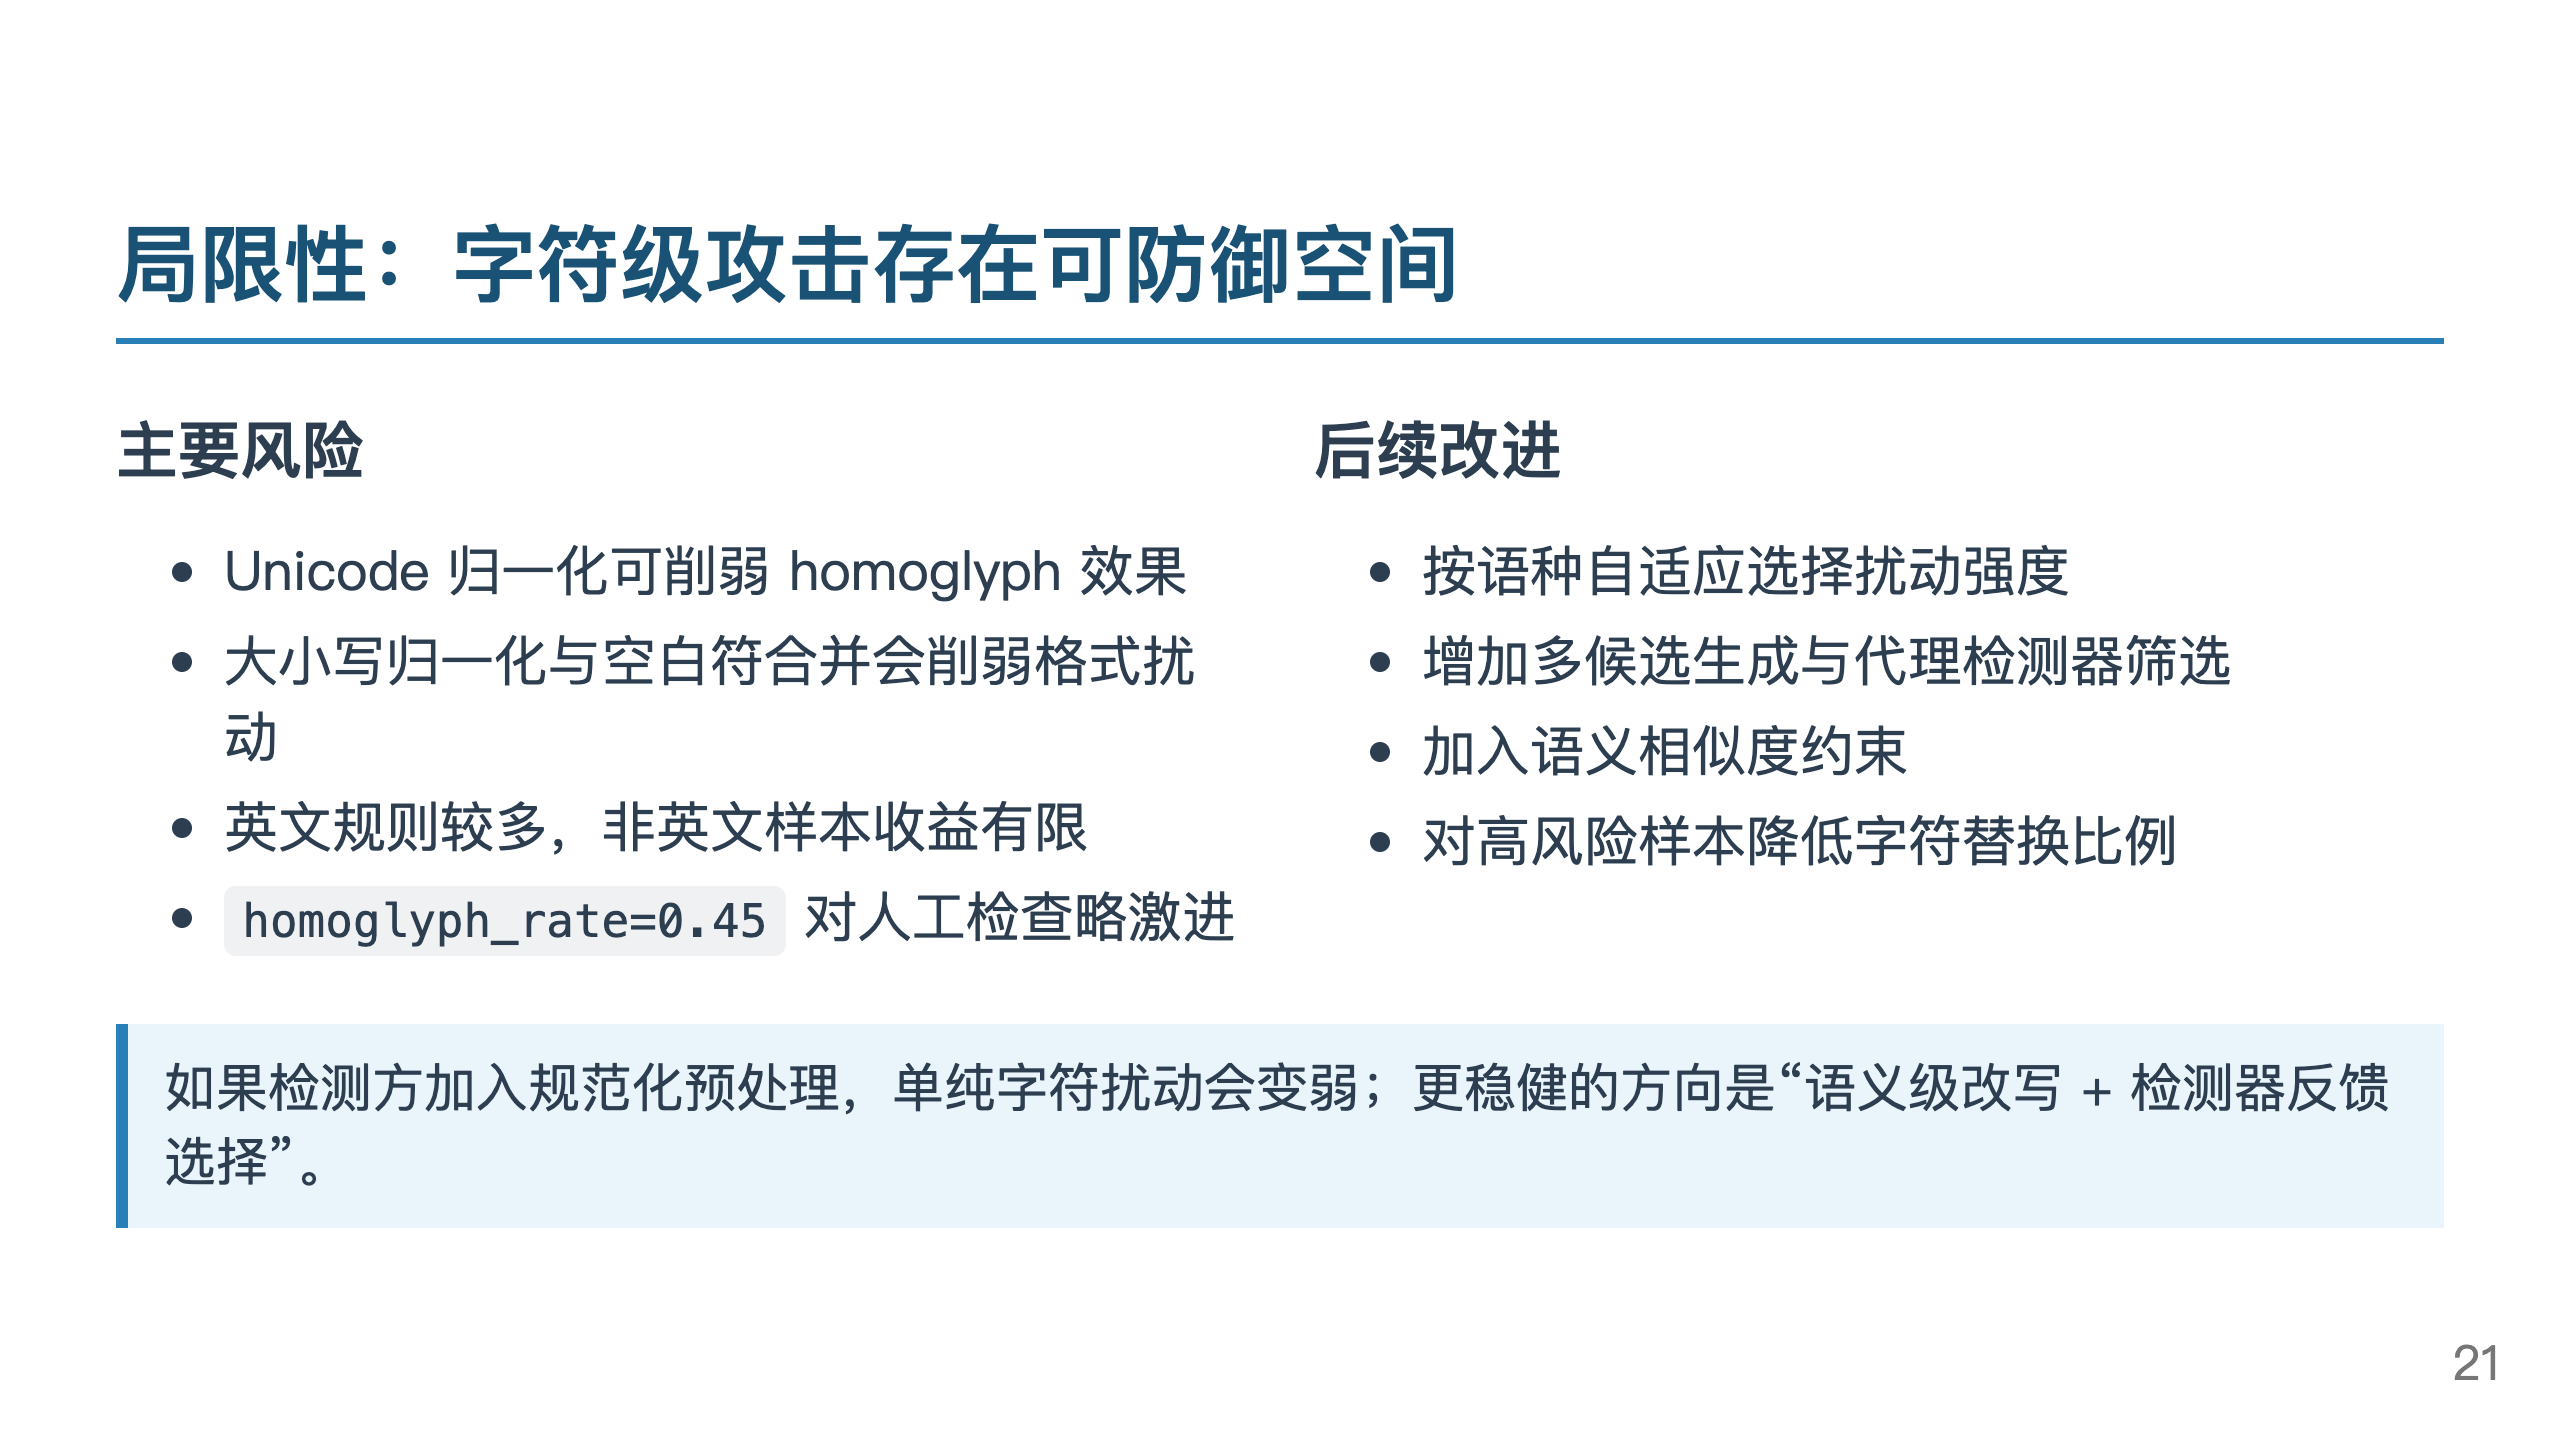 局限性：字符级攻击存在可防御空间
主要风险
Unicode 归一化可削弱 homoglyph 效果
大小写归一化与空白符合并会削弱格式扰
动
英文规则较多，非英文样本收益有限
homoglyph_rate=0.45 对人工检查略激进
后续改进
按语种自适应选择扰动强度
增加多候选生成与代理检测器筛选
加入语义相似度约束
对高风险样本降低字符替换比例
如果检测方加入规范化预处理，单纯字符扰动会变弱；更稳健的方向是“语义级改写 + 检测器反馈
选择”。
21